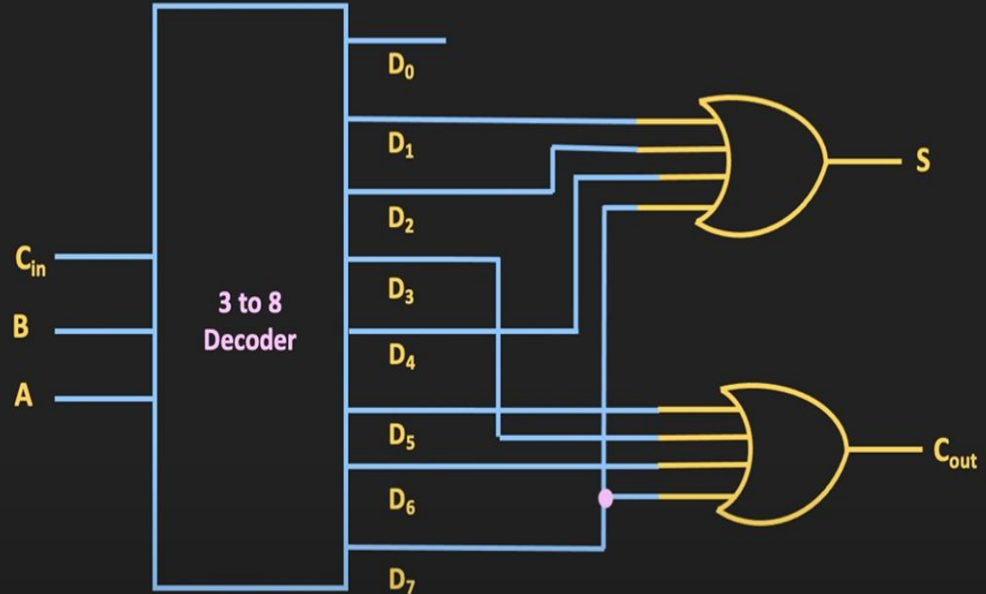 D₀
D₁
S
D₂
Cᵢₙ
D₃
3 to 8
B
Decoder
D₄
A
D₅
Cₒᵤₜ
D₆
D₇